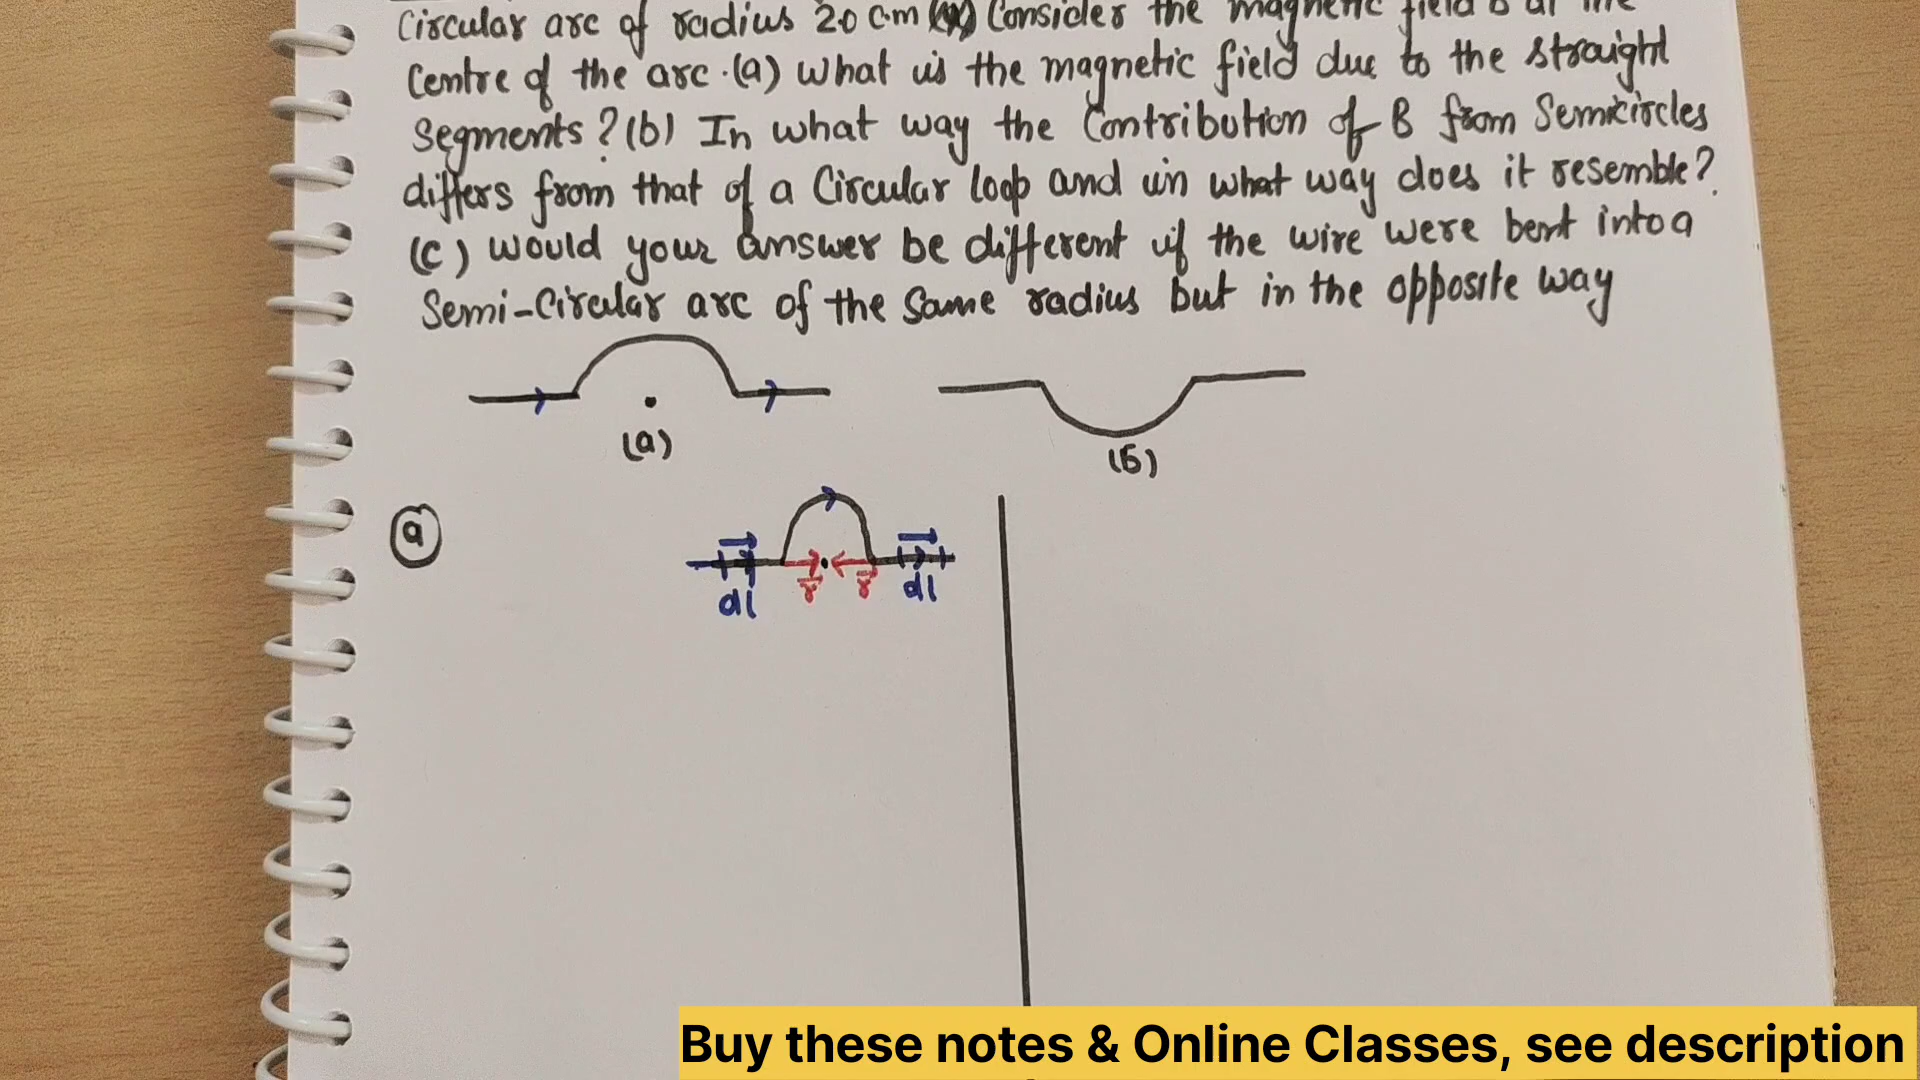 Circular arc of radius 20 cm Consider the magnetic field B at the
Centre of the arc. (a) What is the magnetic field due to the straight
Segments? (b) In what way the Contribution of B from Semicircles
differs from that of a Circular loop and in what way does it resemble?
(c) would your answer be different if the wire were bent into a
Semi-Circular arc of the Same radius but in the opposite way
(a)
(b)
a
dl r r dl
Buy these notes & Online Classes, see description